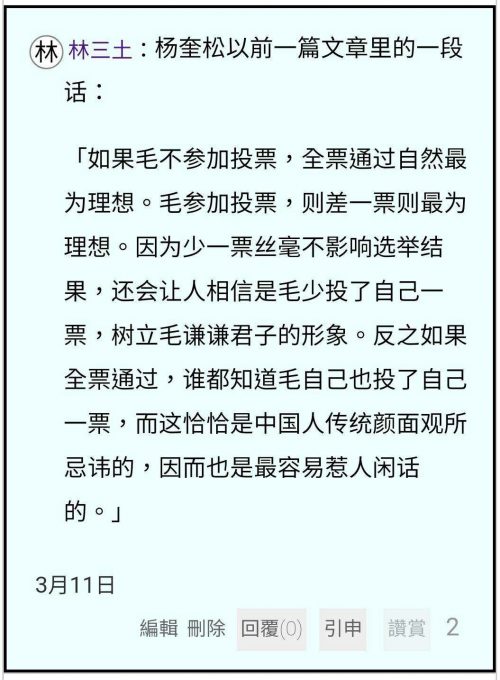 林 林三土：杨奎松以前一篇文章里的一段
话：
「如果毛不参加投票，全票通过自然最
为理想。毛参加投票，则差一票则最为
理想。因为少一票丝毫不影响选举结
果，还会让人相信是毛少投了自己一
票，树立毛谦谦君子的形象。反之如果
全票通过，谁都知道毛自己也投了自己
一票，而这恰恰是中国人传统颜面观所
忌讳的，因而也是最容易惹人闲话
的。」
3月11日
編輯 刪除 回覆(0) 引申 讚賞 2